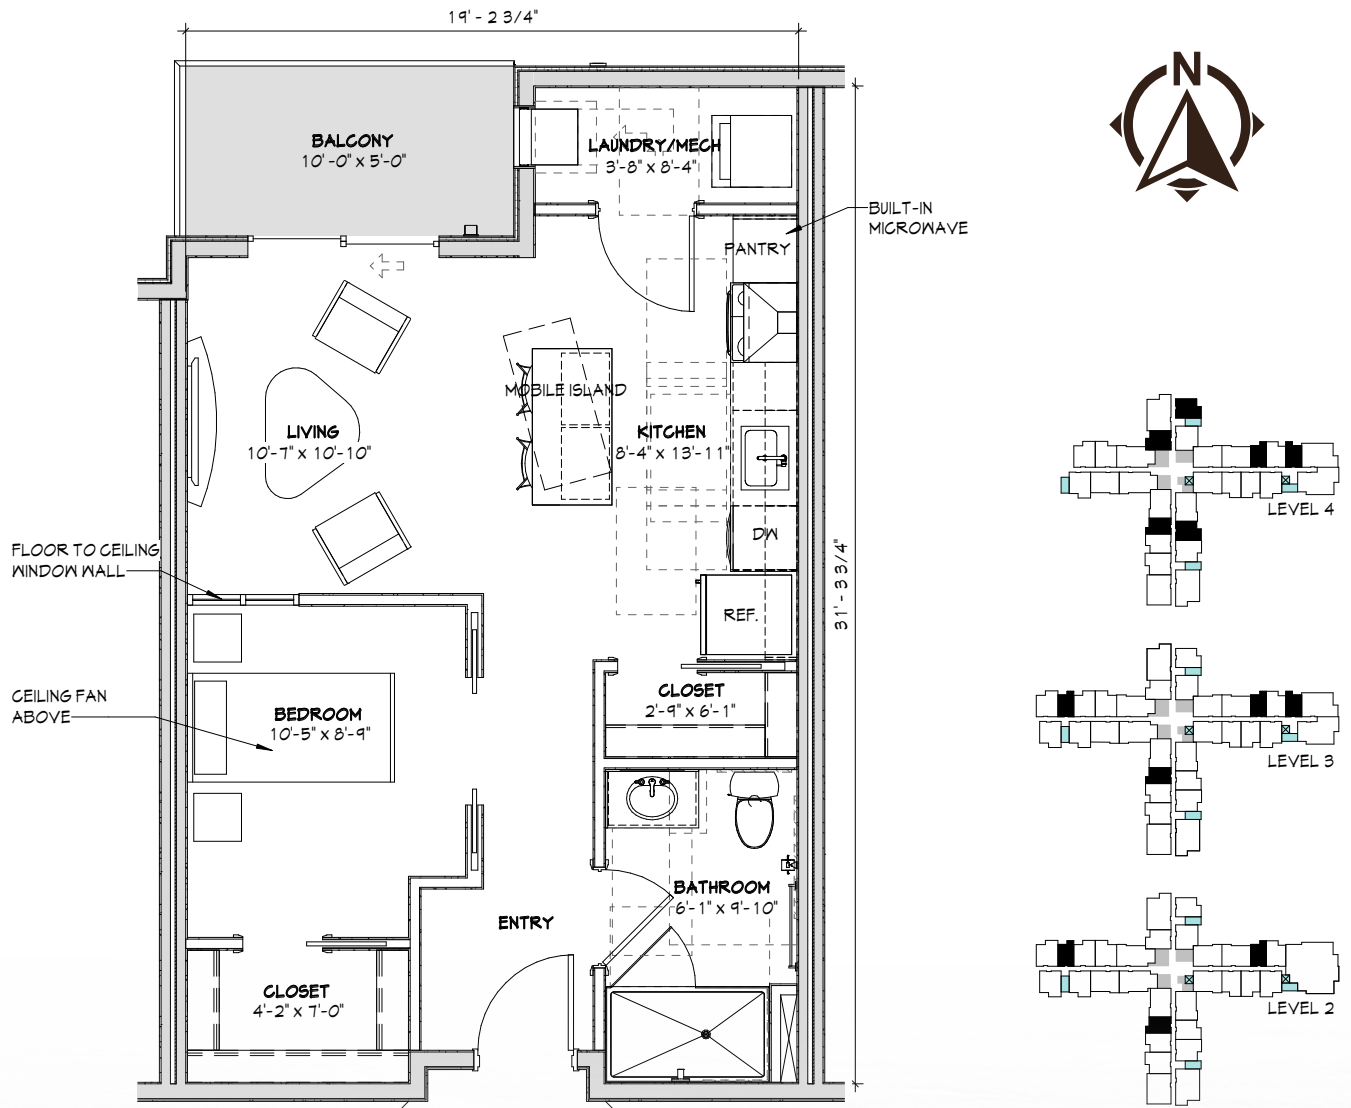 19'-2 3/4"
N
BALCONY
10'-0" x 5'-0"
LAUNDRY/MECH
3'-8" x 8'-4"
BUILT-IN
MICROWAVE
PANTRY
MOBILE ISLAND
LIVING
10'-7" x 10'-10"
KITCHEN
8'-4" x 13'-11"
LEVEL 4
DW
FLOOR TO CEILING
WINDOW WALL
31'-3 3/4"
REF.
CEILING FAN
ABOVE
CLOSET
2'-9" x 6'-1"
BEDROOM
10'-5" x 8'-9"
LEVEL 3
BATHROOM
6'-1" x 9'-10"
ENTRY
CLOSET
4'-2" x 7'-0"
LEVEL 2